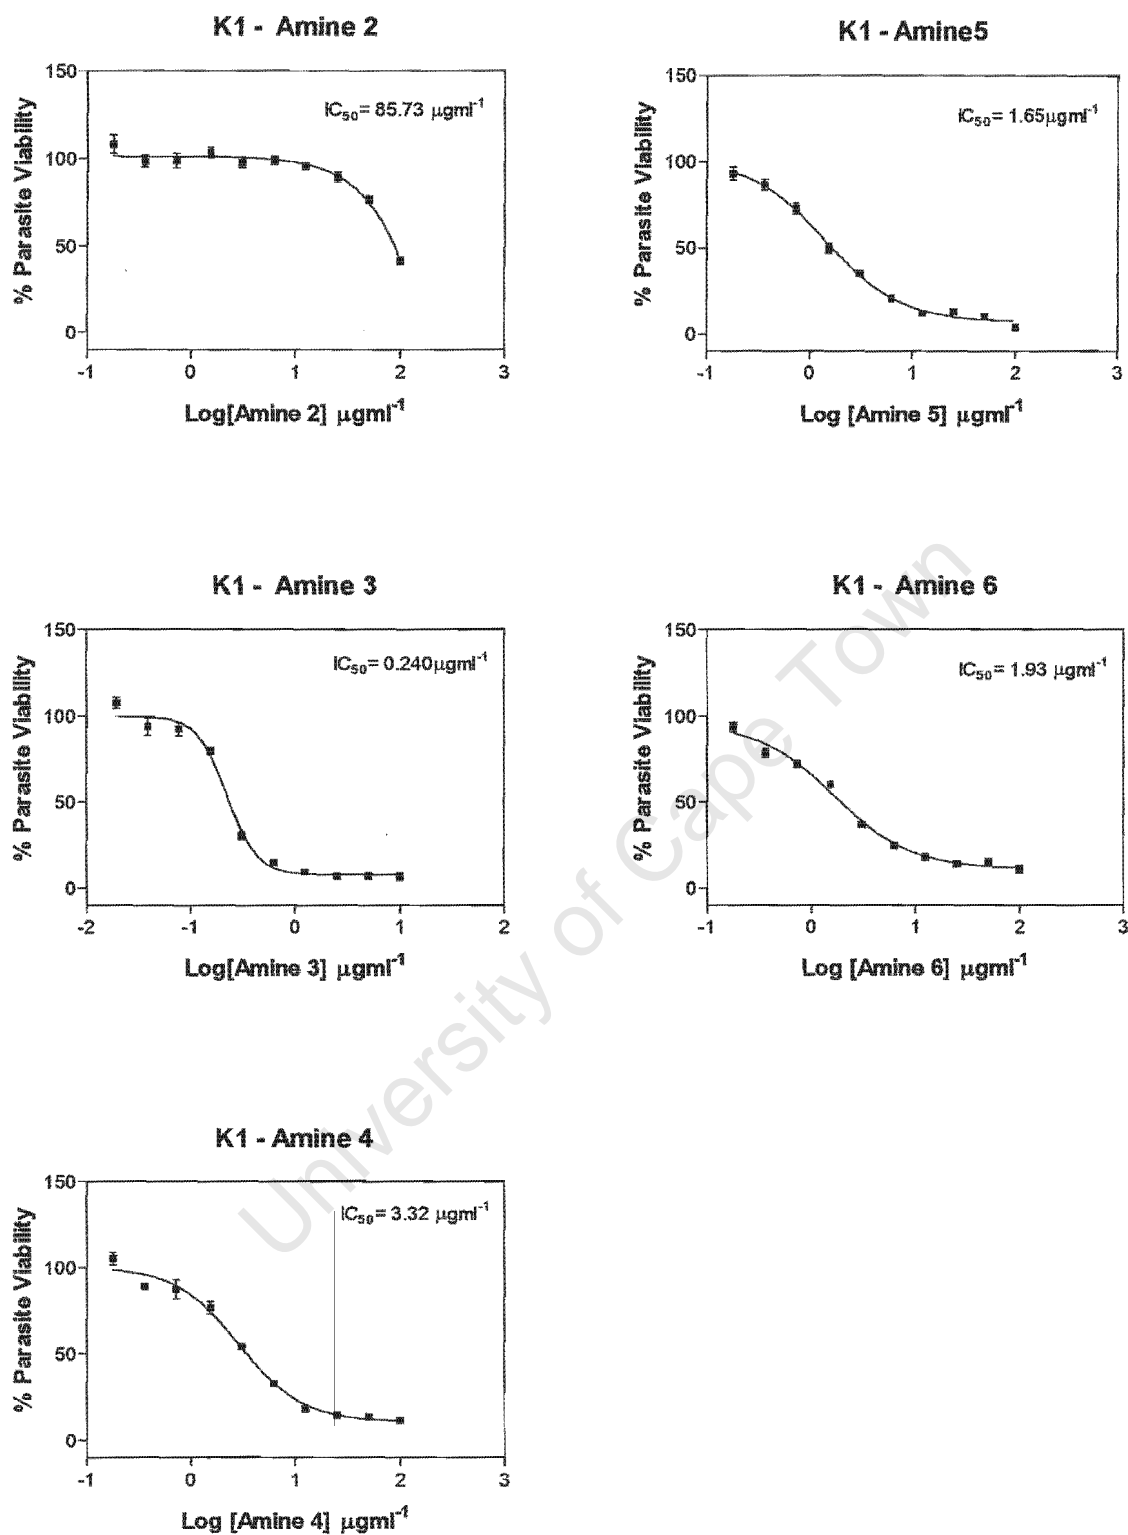 K1 - Amine 2
150
100
50
0
% Parasite Viability
IC50= 85.73 µgml-1
-1 0 1 2 3
Log[Amine 2] µgml-1
K1 - Amine5
150
100
50
0
% Parasite Viability
IC50= 1.65µgml-1
-1 0 1 2 3
Log [Amine 5] µgml-1
K1 - Amine 3
150
100
50
0
% Parasite Viability
IC50= 0.240µgml-1
-2 -1 0 1 2
Log[Amine 3] µgml-1
K1 - Amine 6
150
100
50
0
% Parasite Viability
IC50= 1.93 µgml-1
-1 0 1 2 3
Log [Amine 6] µgml-1
K1 - Amine 4
150
100
50
0
% Parasite Viability
IC50= 3.32 µgml-1
-1 0 1 2 3
Log [Amine 4] µgml-1
University of Cape Town